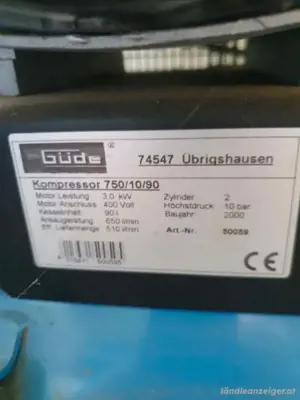 Güde ®
74547 Übrigshausen
Kompressor 750/10/90
Motor Leistung 3,0 kW Zylinder 2
Motor Anschluss 400 Volt Höchstdruck 10 bar
Kesselinhalt 90 l Baujahr 2000
Ansaugleistung 650 l/min
Eff. Liefermenge 510 l/min Art.-Nr. 50059
CE
ländleanzeiger.at